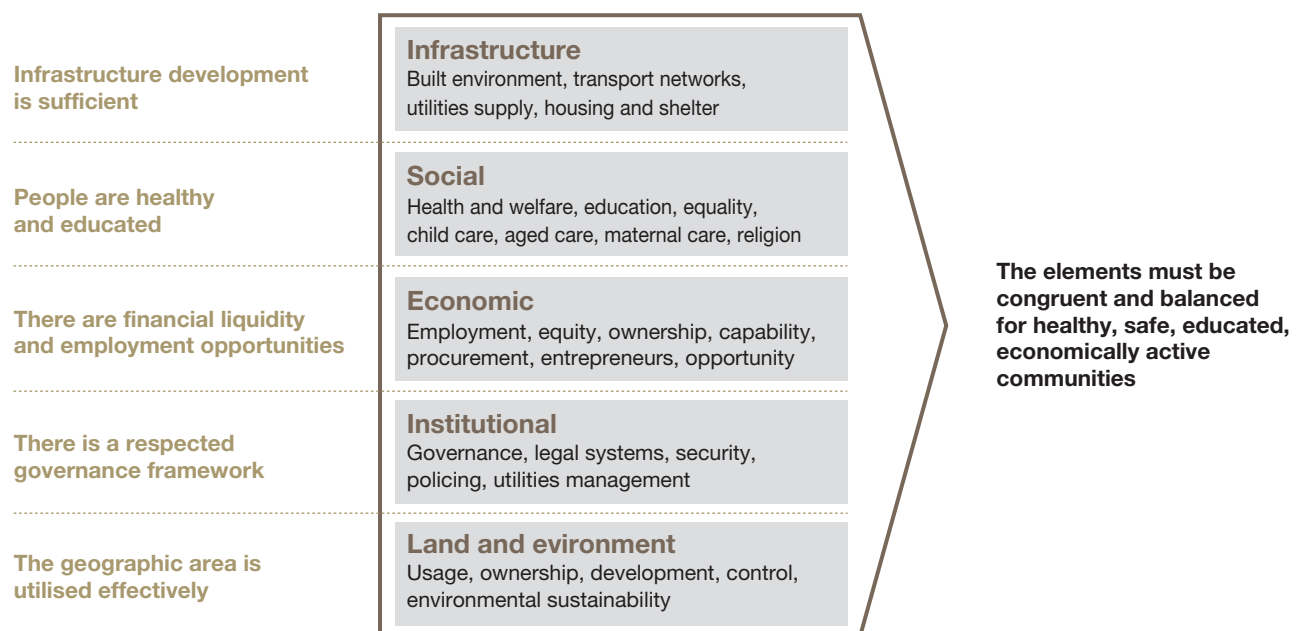 Infrastructure development
is sufficient
Infrastructure
Built environment, transport networks,
utilities supply, housing and shelter
People are healthy
and educated
Social
Health and welfare, education, equality,
child care, aged care, maternal care, religion
There are financial liquidity
and employment opportunities
Economic
Employment, equity, ownership, capability,
procurement, entrepreneurs, opportunity
There is a respected
governance framework
Institutional
Governance, legal systems, security,
policing, utilities management
The geographic area is
utilised effectively
Land and evironment
Usage, ownership, development, control,
environmental sustainability
The elements must be
congruent and balanced
for healthy, safe, educated,
economically active
communities